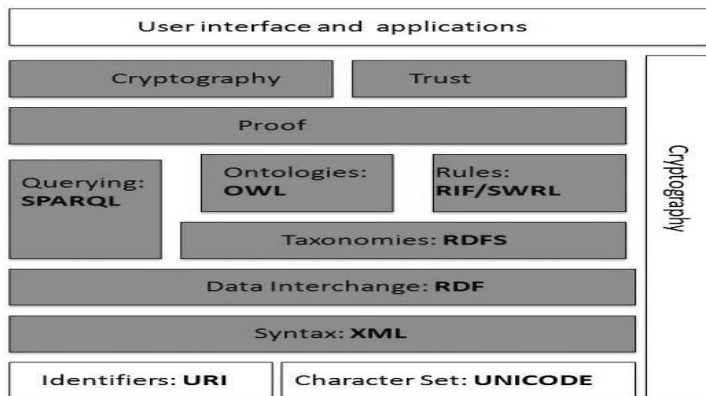 User interface and applications
Cryptography
Trust
Proof
Querying:
SPARQL
Ontologies:
OWL
Rules:
RIF/SWRL
Taxonomies: RDFS
Data Interchange: RDF
Syntax: XML
Identifiers: URI
Character Set: UNICODE
Cryptography